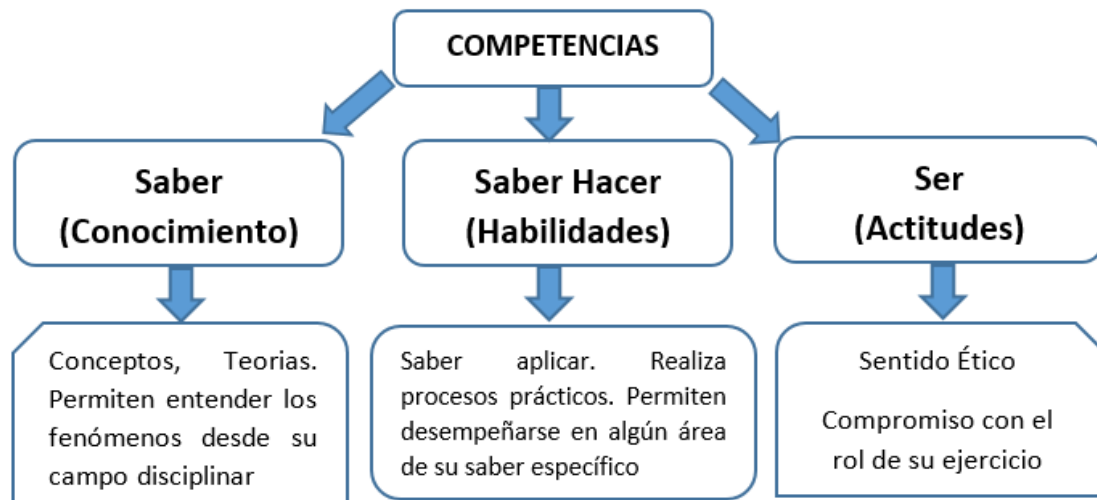 COMPETENCIAS
Saber
(Conocimiento)
Saber Hacer
(Habilidades)
Ser
(Actitudes)
Conceptos, Teorias.
Permiten entender los
fenómenos desde su
campo disciplinar
Saber aplicar. Realiza
procesos prácticos. Permiten
desempeñarse en algún área
de su saber específico
Sentido Ético
Compromiso con el
rol de su ejercicio